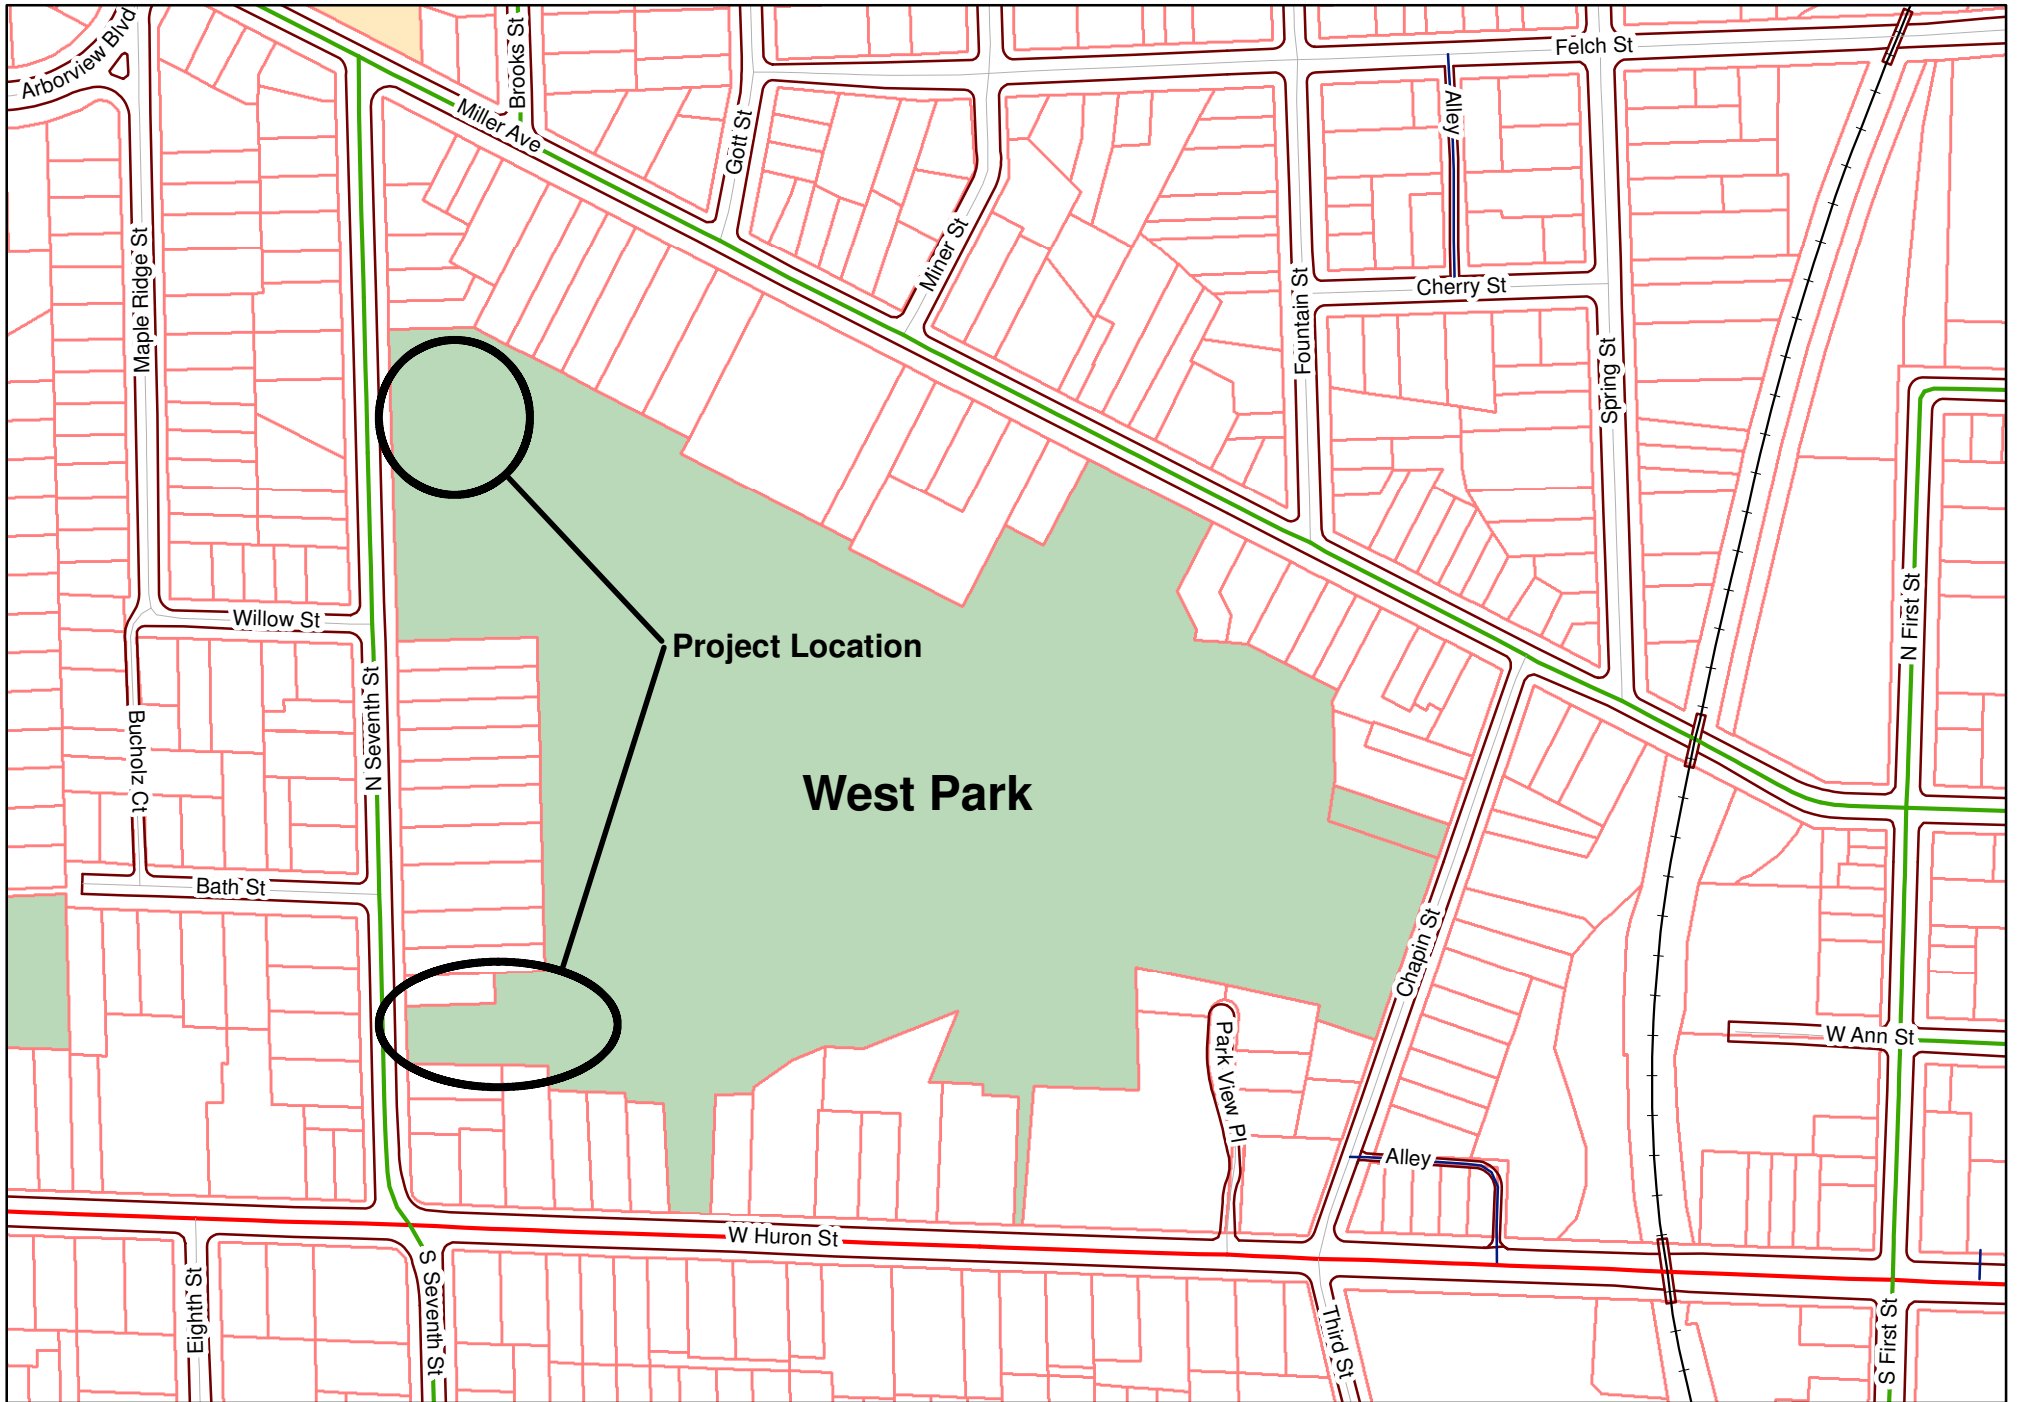 Arborview Blvd
Brooks St
Felch St
Miller Ave
Alley
Gott St
Maple Ridge St
Miner St
Cherry St
Fountain St
Spring St
Willow St
N First St
Project Location
N Seventh St
Bucholz Ct
West Park
Bath St
Chapin St
Park View Pl
W Ann St
Alley
W Huron St
Eighth St
S Seventh St
Third St
S First St